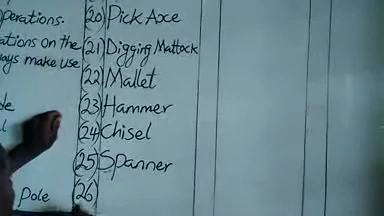 operations.
ations on the
ays make use
de
Pole
(20) Pick Axe
(21) Digging Mattock
(22) Mallet
(23) Hammer
(24) Chisel
(25) Spanner
(26)